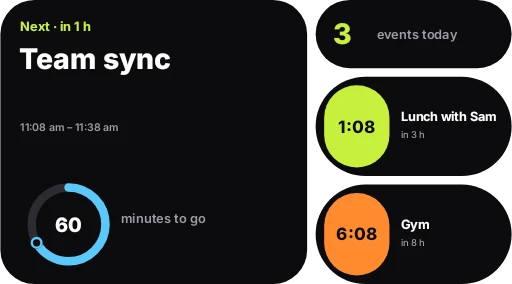 Next · in 1 h
Team sync
11:08 am – 11:38 am
60
minutes to go
3
events today
1:08
Lunch with Sam
in 3 h
6:08
Gym
in 8 h